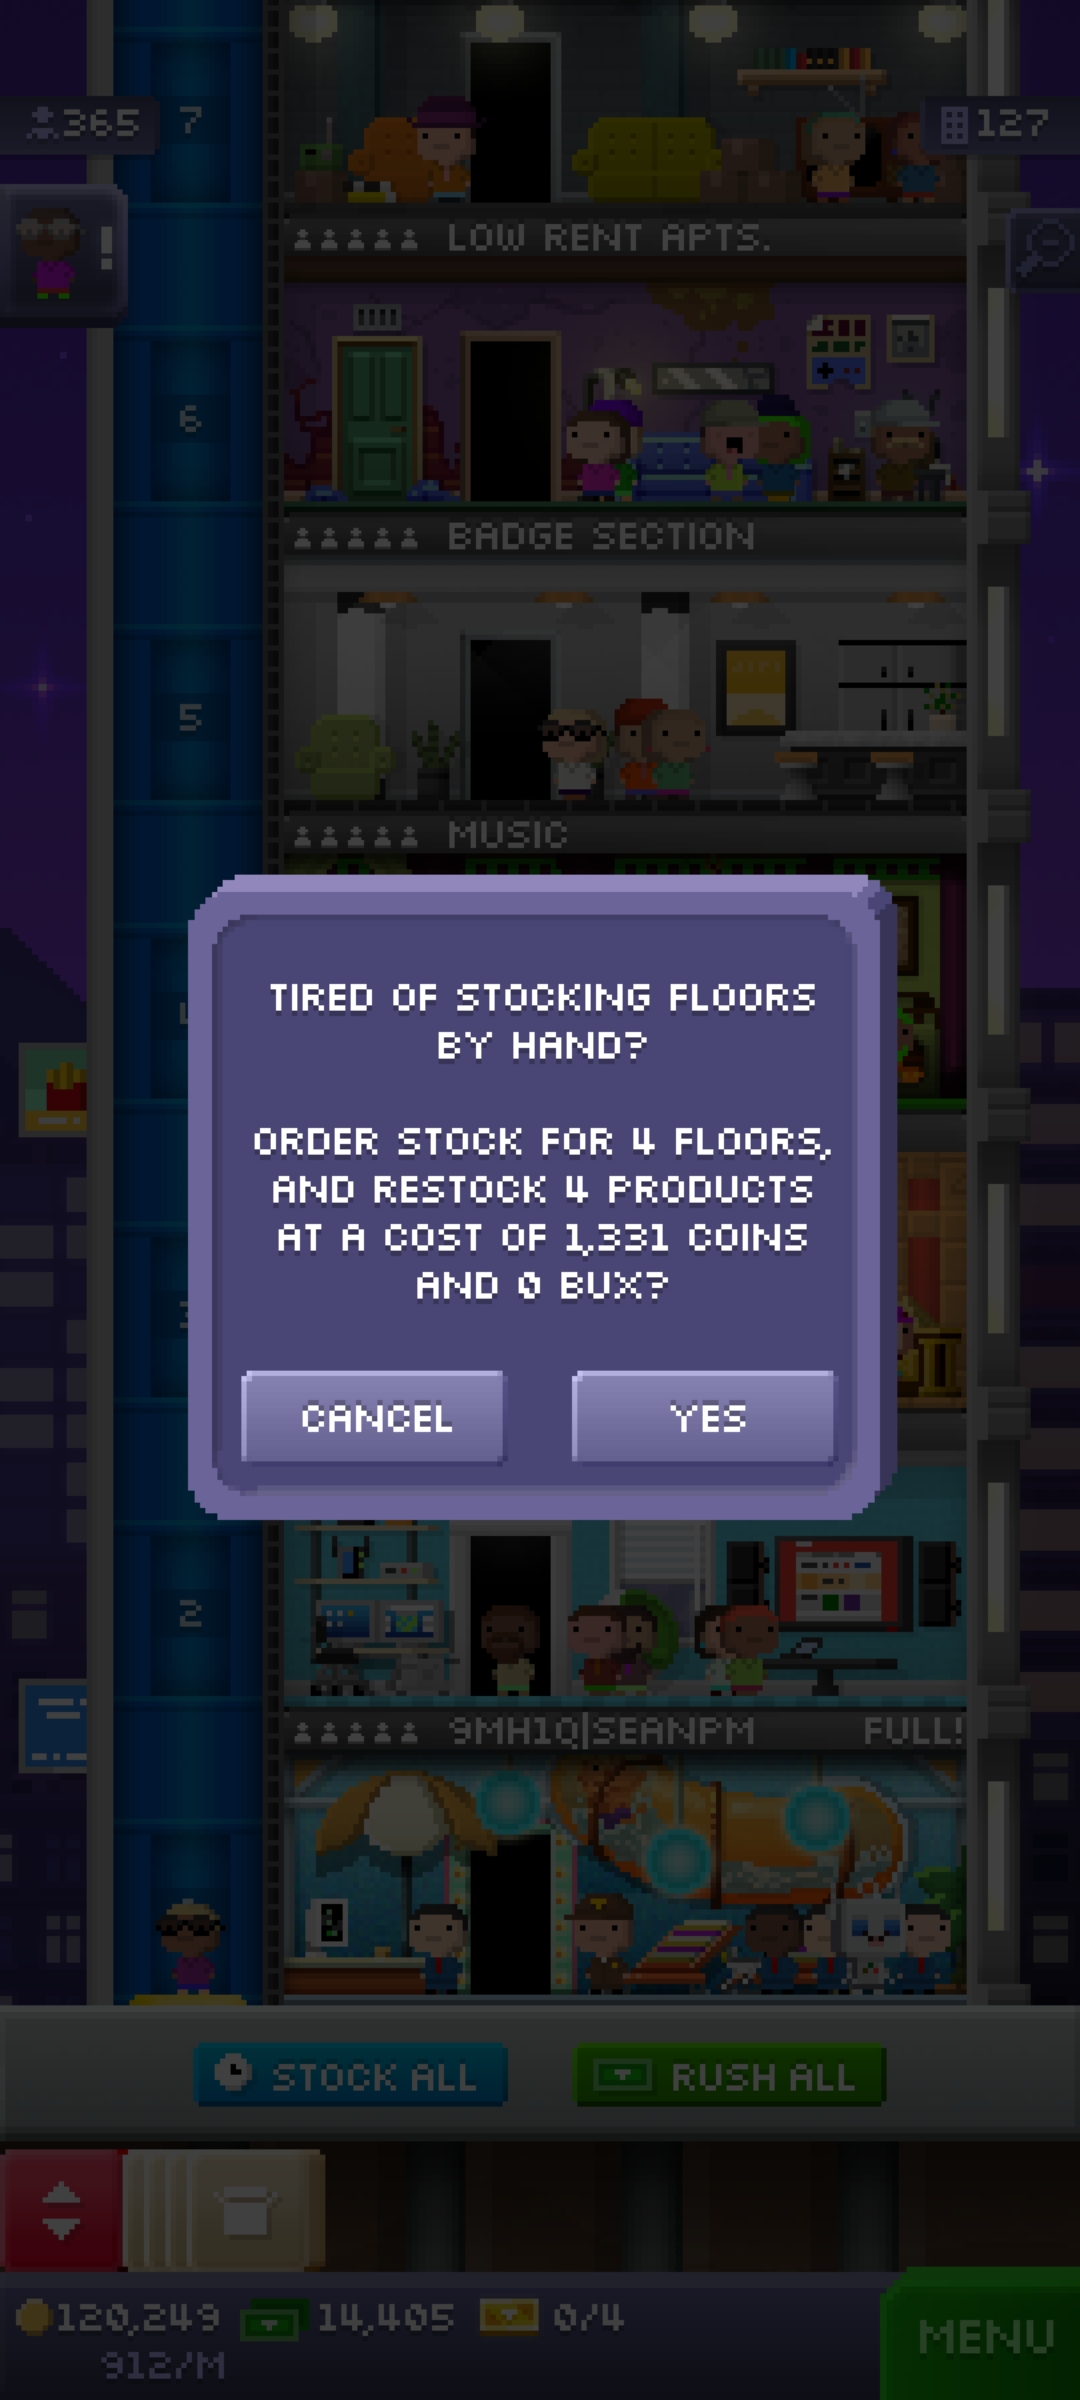 365
7
127
!
LOW RENT APTS.
6
BADGE SECTION
5
MUSIC
TIRED OF STOCKING FLOORS
BY HAND?
ORDER STOCK FOR 4 FLOORS,
AND RESTOCK 4 PRODUCTS
AT A COST OF 1,331 COINS
AND 0 BUX?
CANCEL
YES
2
9MH1Q|SEANPM
FULL!
STOCK ALL
RUSH ALL
120,249
14,405
0/4
912/M
MENU